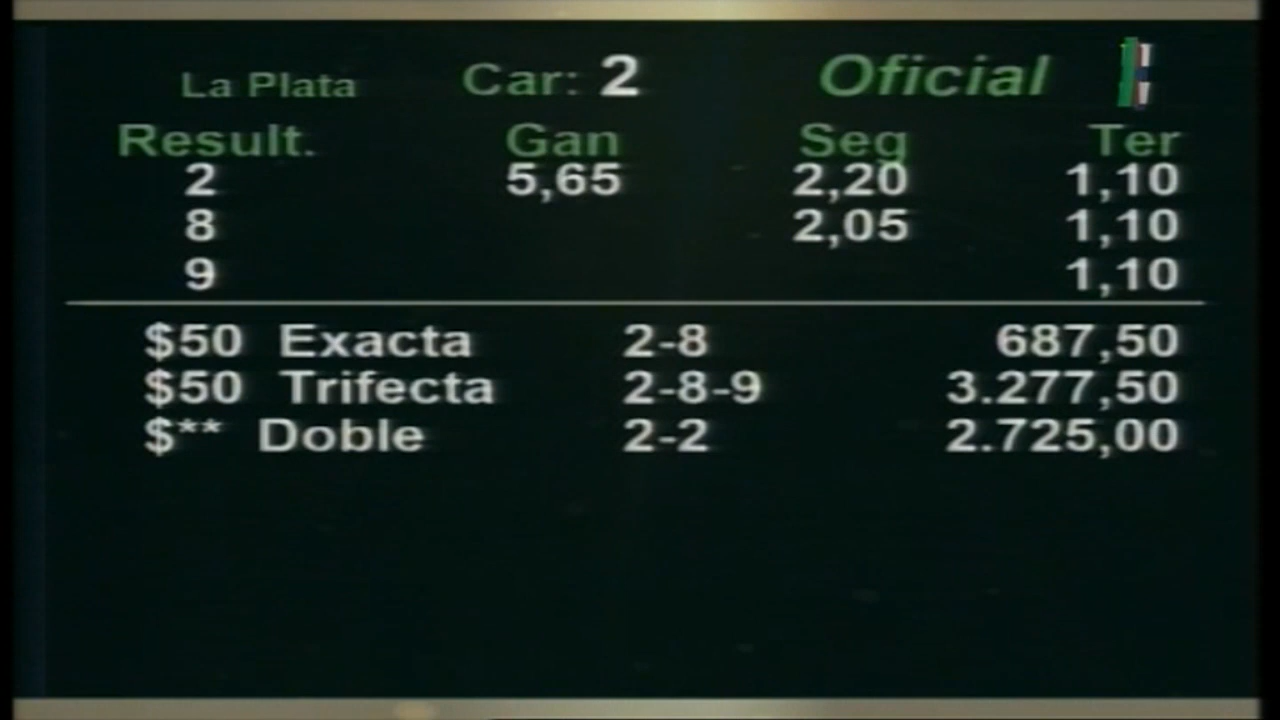 La Plata Car: 2 Oficial
Result. Gan Seg Ter
2 5,65 2,20 1,10
8 2,05 1,10
9 1,10
$50 Exacta 2-8 687,50
$50 Trifecta 2-8-9 3.277,50
$** Doble 2-2 2.725,00